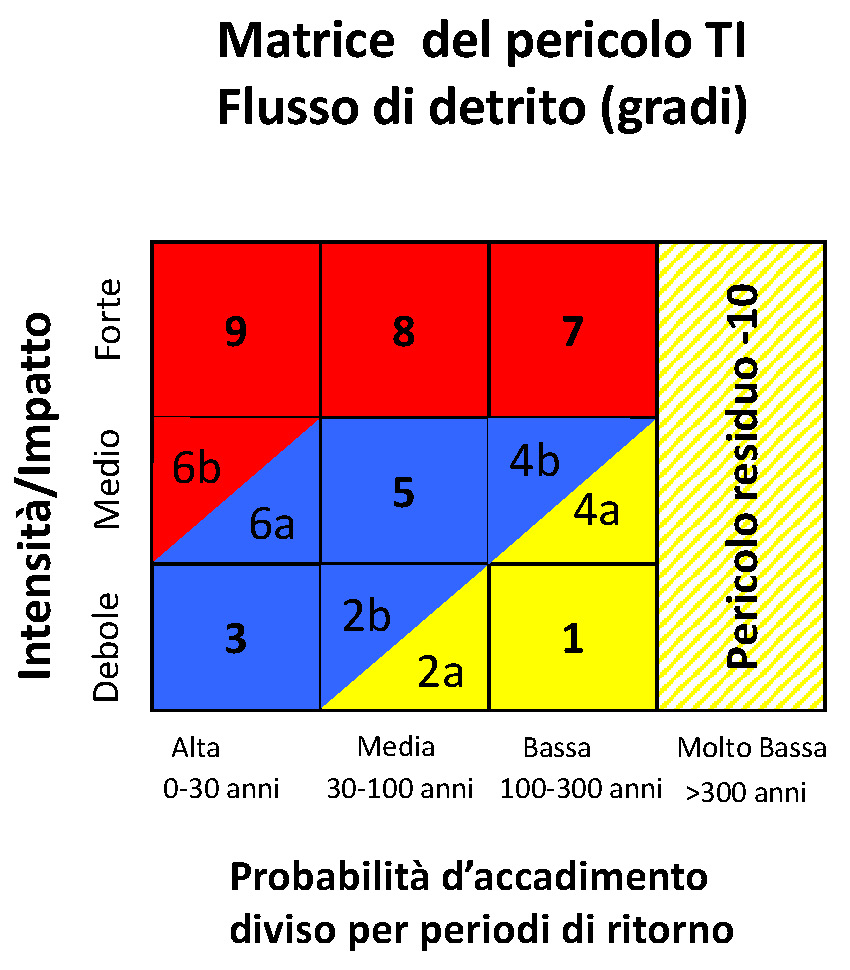 Matrice del pericolo TI
Flusso di detrito (gradi)
Intensità/Impatto
Forte
9
8
7
Pericolo residuo -10
Medio
6b
6a
5
4b
4a
Debole
3
2b
2a
1
Alta
Media
Bassa
Molto Bassa
0-30 anni
30-100 anni
100-300 anni
>300 anni
Probabilità d’accadimento
diviso per periodi di ritorno